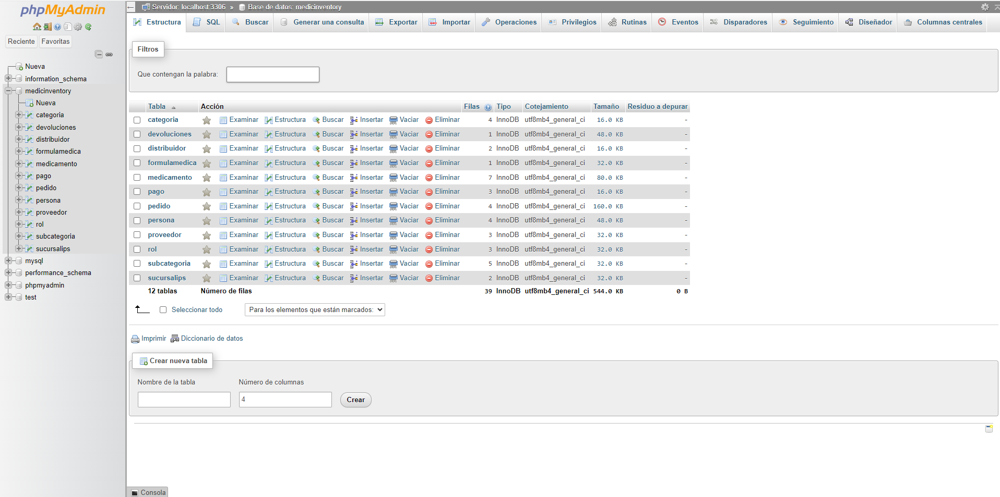 phpMyAdmin
Reciente Favoritas
Nueva
information_schema
medicinventory
Nueva
categoria
devoluciones
distribuidor
formulamedica
medicamento
pago
pedido
persona
proveedor
rol
subcategoria
sucursalips
mysql
performance_schema
phpmyadmin
test
Servidor: localhost:3306 » Base de datos: medicinventory
Estructura SQL Buscar Generar una consulta Exportar Importar Operaciones Privilegios Rutinas Eventos Disparadores Seguimiento Diseñador Columnas centrales
Filtros
Que contengan la palabra:
Tabla Acción Filas Tipo Cotejamiento Tamaño Residuo a depurar
categoria Examinar Estructura Buscar Insertar Vaciar Eliminar 4 InnoDB utf8mb4_general_ci 16.0 KB -
devoluciones Examinar Estructura Buscar Insertar Vaciar Eliminar 1 InnoDB utf8mb4_general_ci 48.0 KB -
distribuidor Examinar Estructura Buscar Insertar Vaciar Eliminar 2 InnoDB utf8mb4_general_ci 16.0 KB -
formulamedica Examinar Estructura Buscar Insertar Vaciar Eliminar 1 InnoDB utf8mb4_general_ci 32.0 KB -
medicamento Examinar Estructura Buscar Insertar Vaciar Eliminar 7 InnoDB utf8mb4_general_ci 80.0 KB -
pago Examinar Estructura Buscar Insertar Vaciar Eliminar 3 InnoDB utf8mb4_general_ci 16.0 KB -
pedido Examinar Estructura Buscar Insertar Vaciar Eliminar 4 InnoDB utf8mb4_general_ci 160.0 KB -
persona Examinar Estructura Buscar Insertar Vaciar Eliminar 4 InnoDB utf8mb4_general_ci 48.0 KB -
proveedor Examinar Estructura Buscar Insertar Vaciar Eliminar 3 InnoDB utf8mb4_general_ci 32.0 KB -
rol Examinar Estructura Buscar Insertar Vaciar Eliminar 3 InnoDB utf8mb4_general_ci 32.0 KB -
subcategoria Examinar Estructura Buscar Insertar Vaciar Eliminar 5 InnoDB utf8mb4_general_ci 32.0 KB -
sucursalips Examinar Estructura Buscar Insertar Vaciar Eliminar 2 InnoDB utf8mb4_general_ci 32.0 KB -
12 tablas Número de filas 39 InnoDB utf8mb4_general_ci 544.0 KB 0 B
Seleccionar todo Para los elementos que están marcados:
Imprimir Diccionario de datos
Crear nueva tabla
Nombre de la tabla Número de columnas
4 Crear
Consola